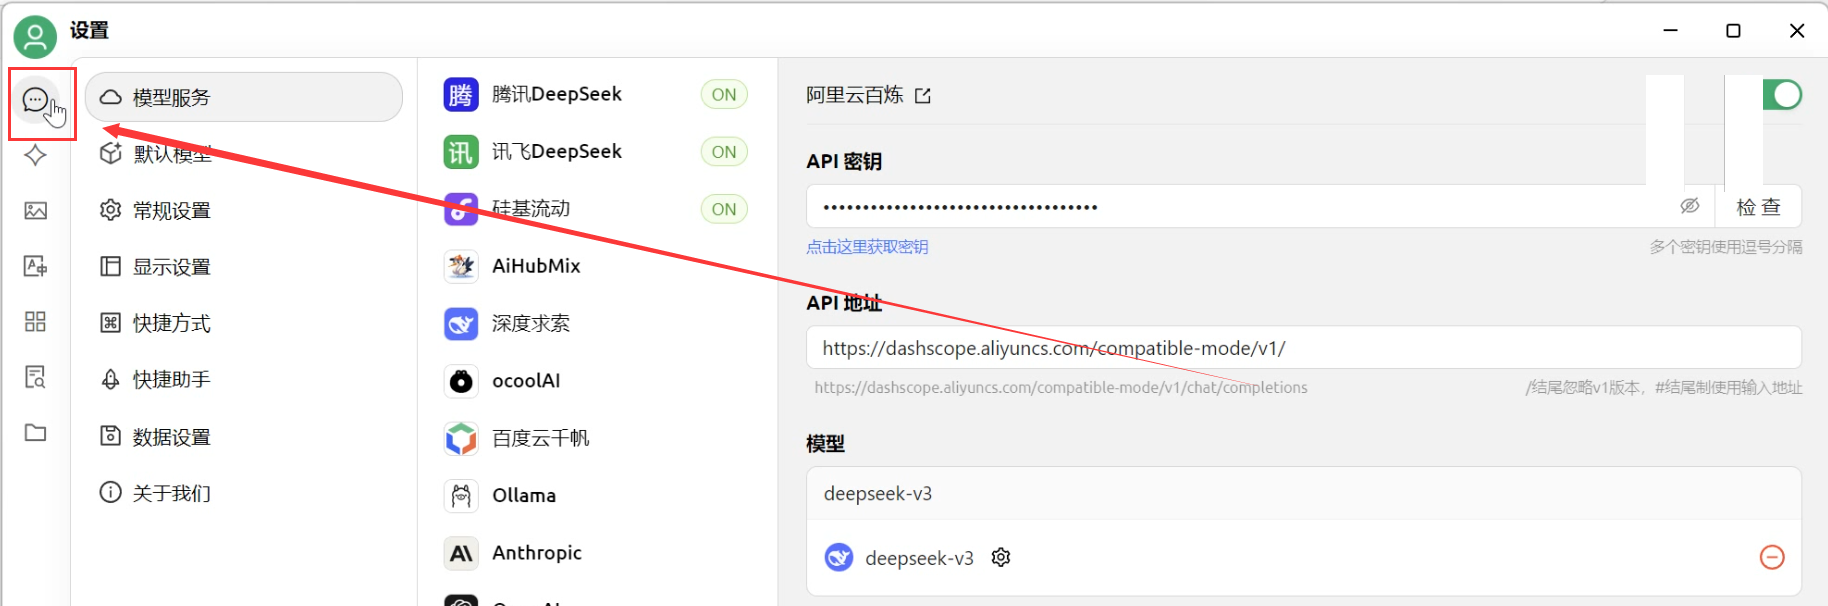 设置
模型服务
默认模型
常规设置
显示设置
快捷方式
快捷助手
数据设置
关于我们
腾 腾讯DeepSeek ON
讯 讯飞DeepSeek ON
硅基流动 ON
AiHubMix
深度求索
ocoolAI
百度云千帆
Ollama
Anthropic
阿里云百炼
API 密钥
检 查
点击这里获取密钥
多个密钥使用逗号分隔
API 地址
https://dashscope.aliyuncs.com/compatible-mode/v1/
https://dashscope.aliyuncs.com/compatible-mode/v1/chat/completions
/结尾忽略v1版本，#结尾制使用输入地址
模型
deepseek-v3
deepseek-v3